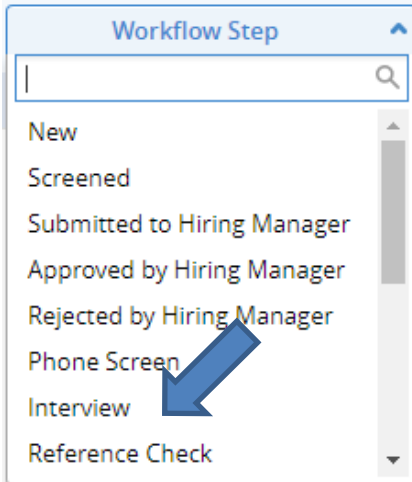 Workflow Step
New
Screened
Submitted to Hiring Manager
Approved by Hiring Manager
Rejected by Hiring Manager
Phone Screen
Interview
Reference Check